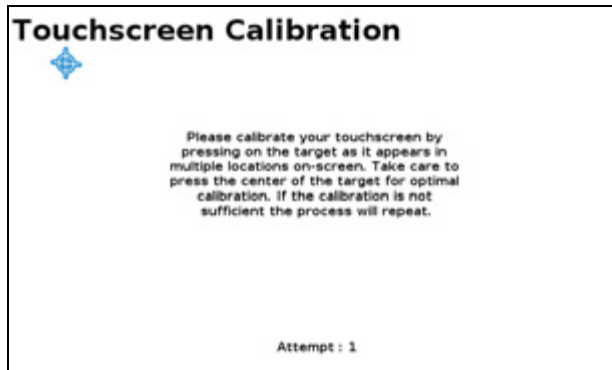 Touchscreen Calibration
Please calibrate your touchscreen by
pressing on the target as it appears in
multiple locations on-screen. Take care to
press the center of the target for optimal
calibration. If the calibration is not
sufficient the process will repeat.
Attempt : 1